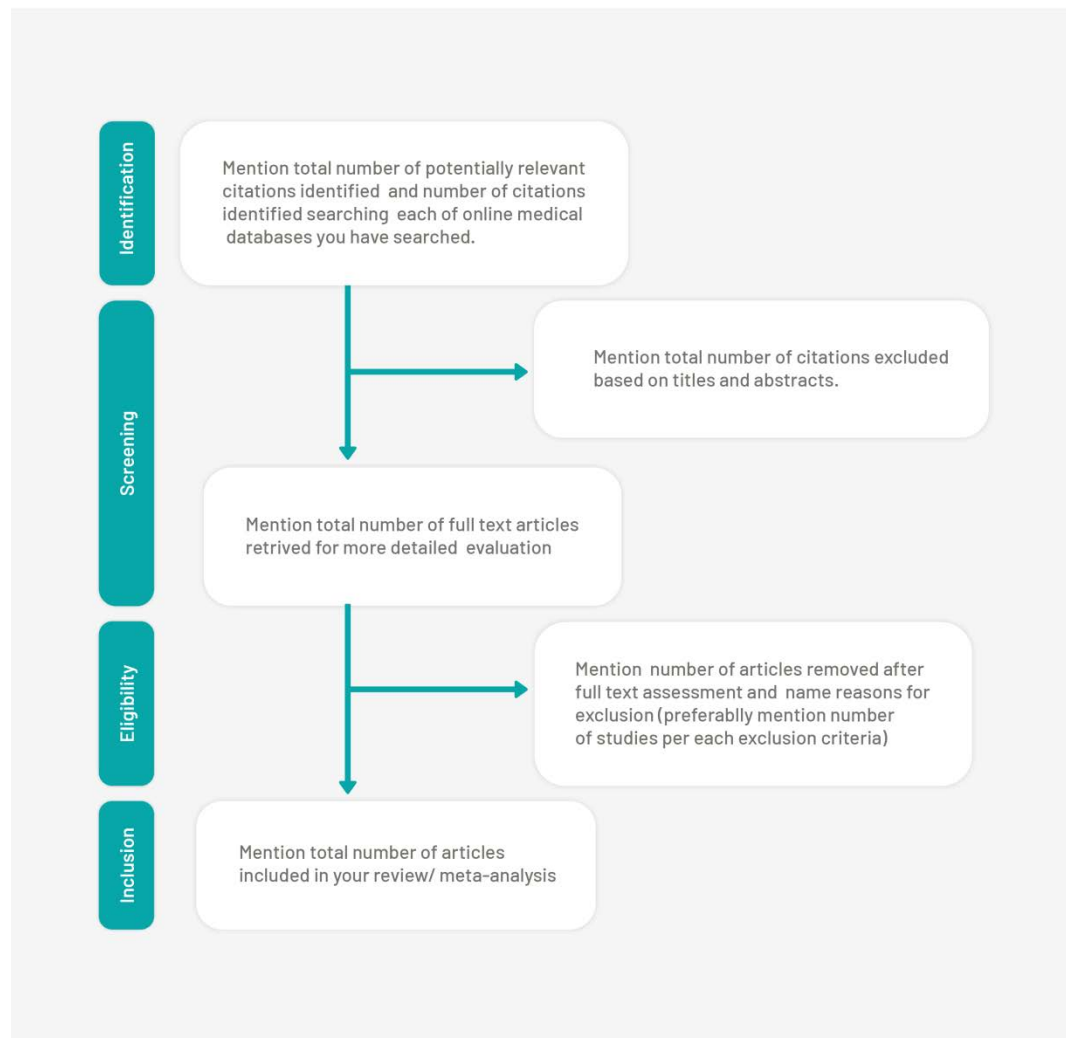 Identification
Mention total number of potentially relevant
citations identified and number of citations
identified searching each of online medical
databases you have searched.
Screening
Mention total number of citations excluded
based on titles and abstracts.
Mention total number of full text articles
retrived for more detailed evaluation
Eligibility
Mention number of articles removed after
full text assessment and name reasons for
exclusion (preferablly mention number
of studies per each exclusion criteria)
Inclusion
Mention total number of articles
included in your review/ meta-analysis